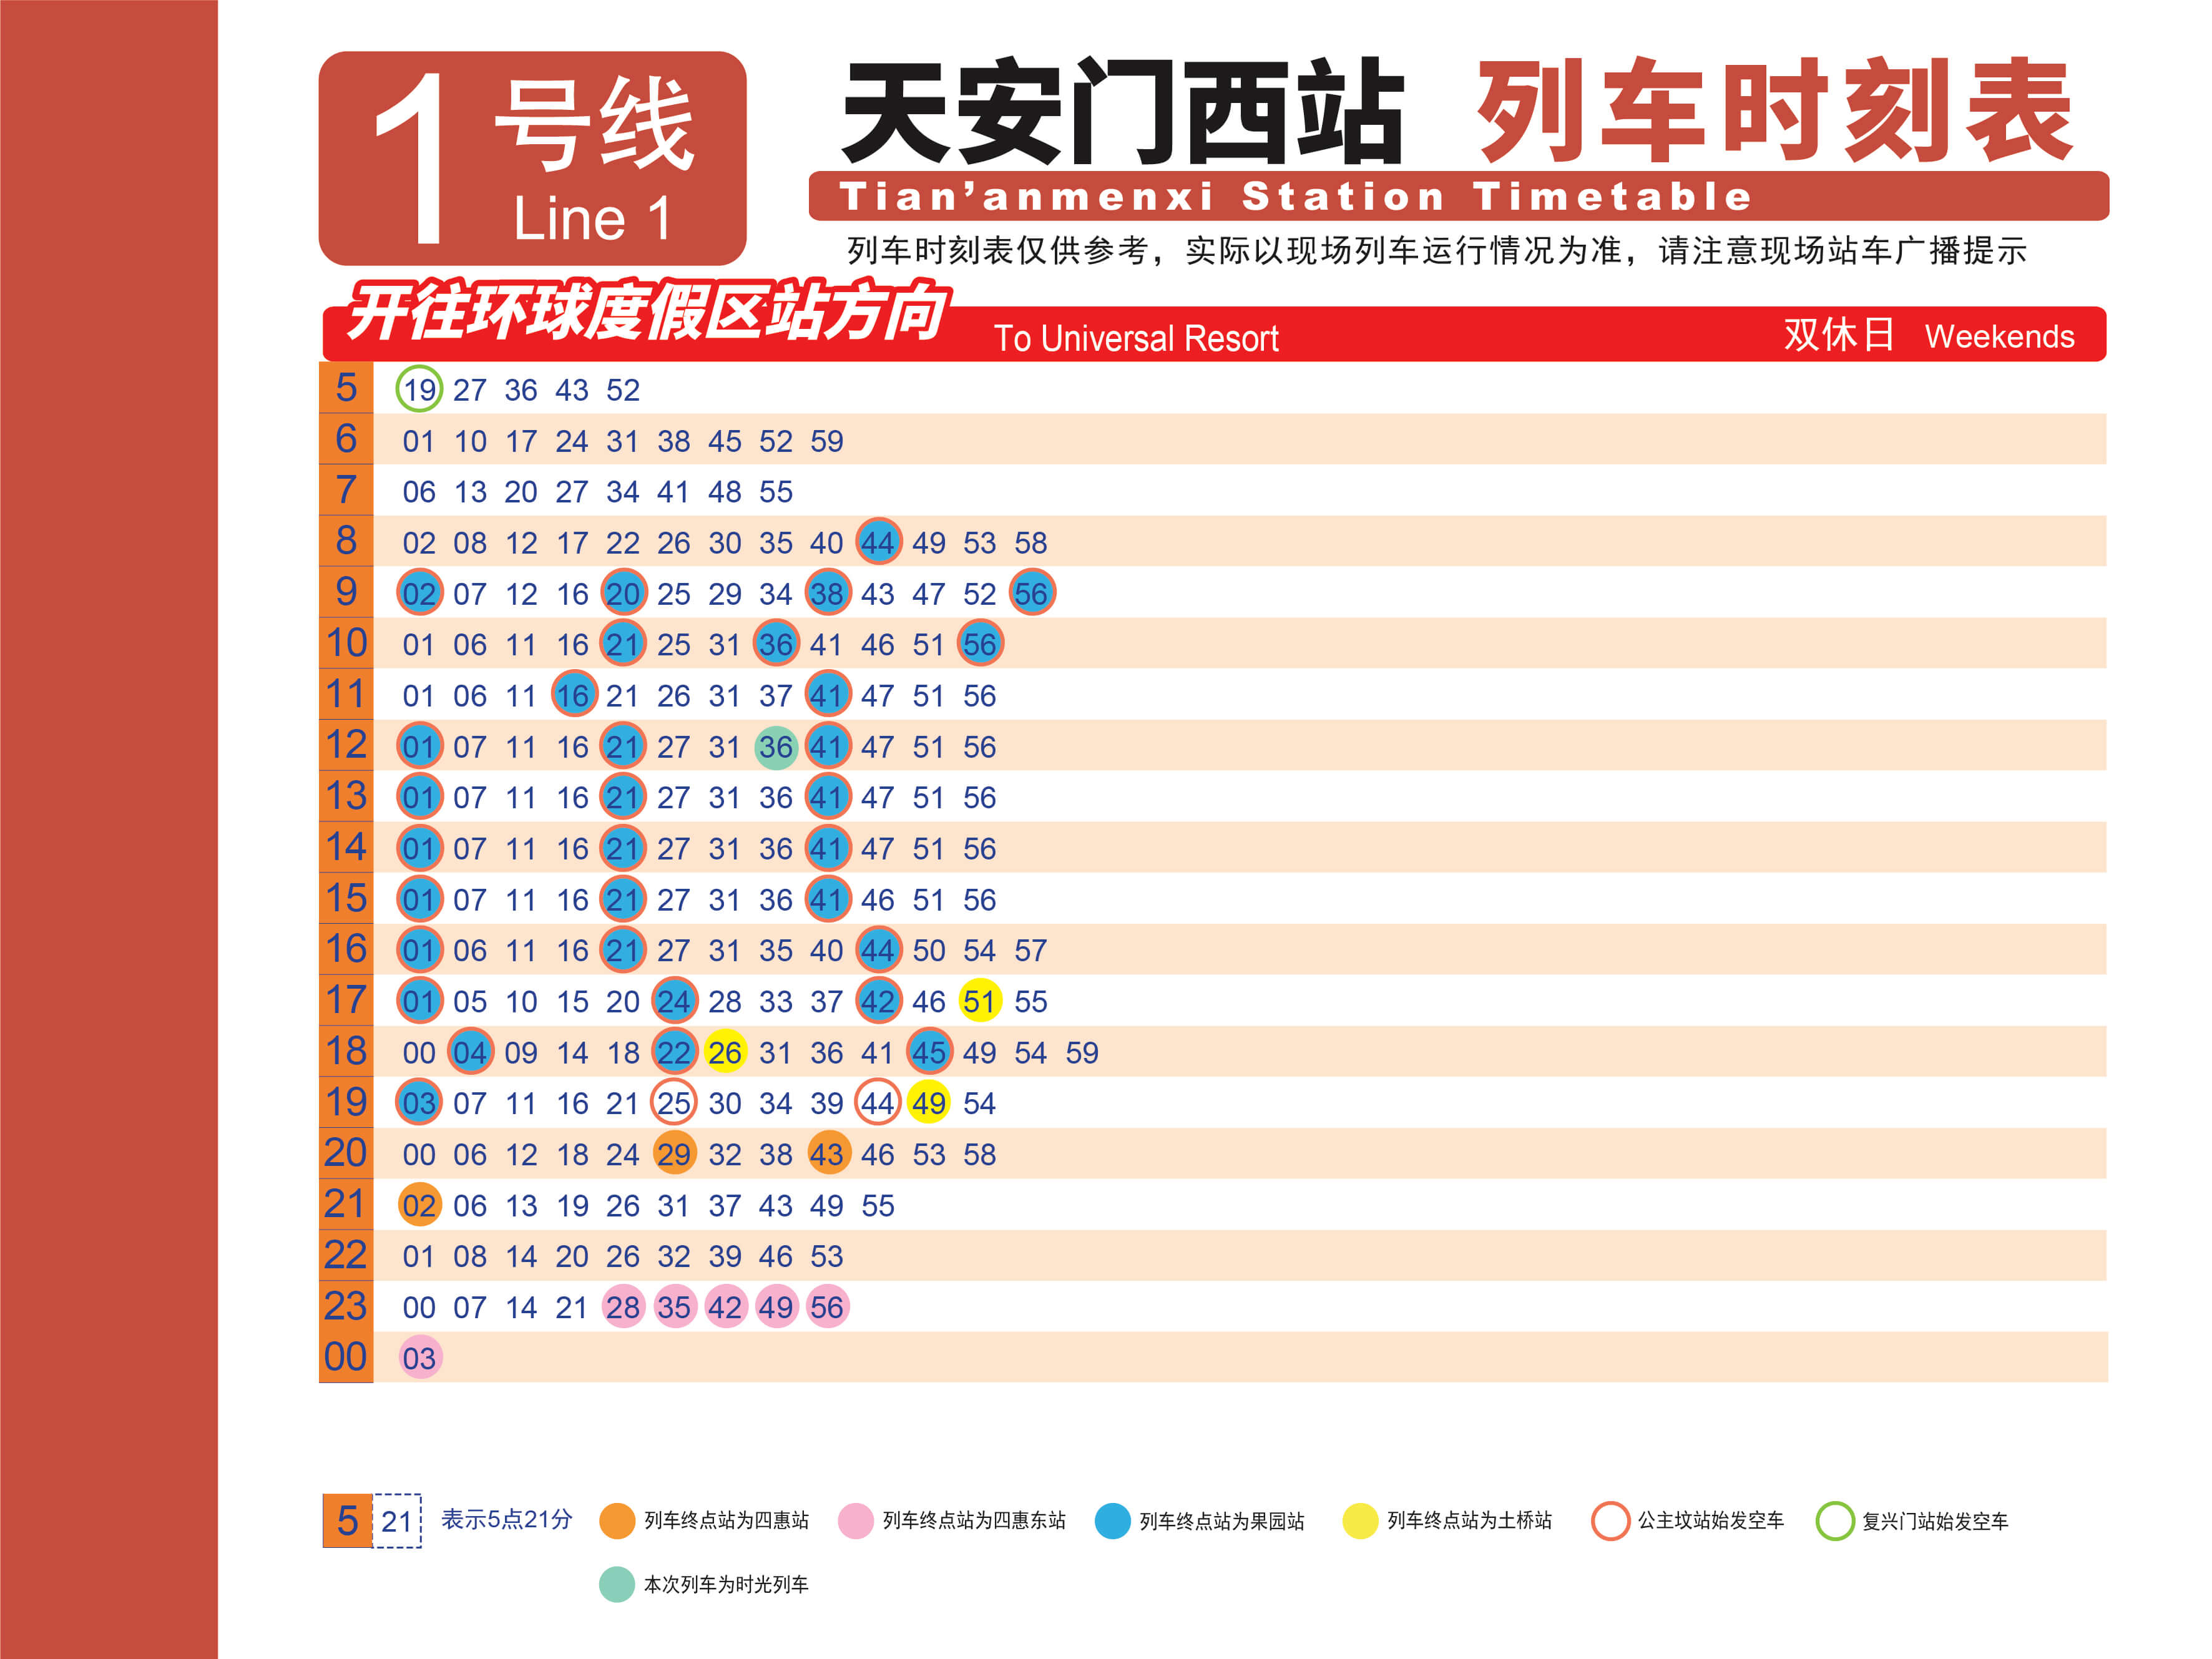 1号线
Line 1
天安门西站 列车时刻表
Tian’anmenxi Station Timetable
列车时刻表仅供参考，实际以现场列车运行情况为准，请注意现场站车广播提示
开往环球度假区站方向 To Universal Resort 双休日 Weekends
5 19 27 36 43 52
6 01 10 17 24 31 38 45 52 59
7 06 13 20 27 34 41 48 55
8 02 08 12 17 22 26 30 35 40 44 49 53 58
9 02 07 12 16 20 25 29 34 38 43 47 52 56
10 01 06 11 16 21 25 31 36 41 46 51 56
11 01 06 11 16 21 26 31 37 41 47 51 56
12 01 07 11 16 21 27 31 36 41 47 51 56
13 01 07 11 16 21 27 31 36 41 47 51 56
14 01 07 11 16 21 27 31 36 41 47 51 56
15 01 07 11 16 21 27 31 36 41 46 51 56
16 01 06 11 16 21 27 31 35 40 44 50 54 57
17 01 05 10 15 20 24 28 33 37 42 46 51 55
18 00 04 09 14 18 22 26 31 36 41 45 49 54 59
19 03 07 11 16 21 25 30 34 39 44 49 54
20 00 06 12 18 24 29 32 38 43 46 53 58
21 02 06 13 19 26 31 37 43 49 55
22 01 08 14 20 26 32 39 46 53
23 00 07 14 21 28 35 42 49 56
00 03
5 21 表示5点21分 列车终点站为四惠站 列车终点站为四惠东站 列车终点站为果园站 列车终点站为土桥站 公主坟站始发空车 复兴门站始发空车
本次列车为时光列车